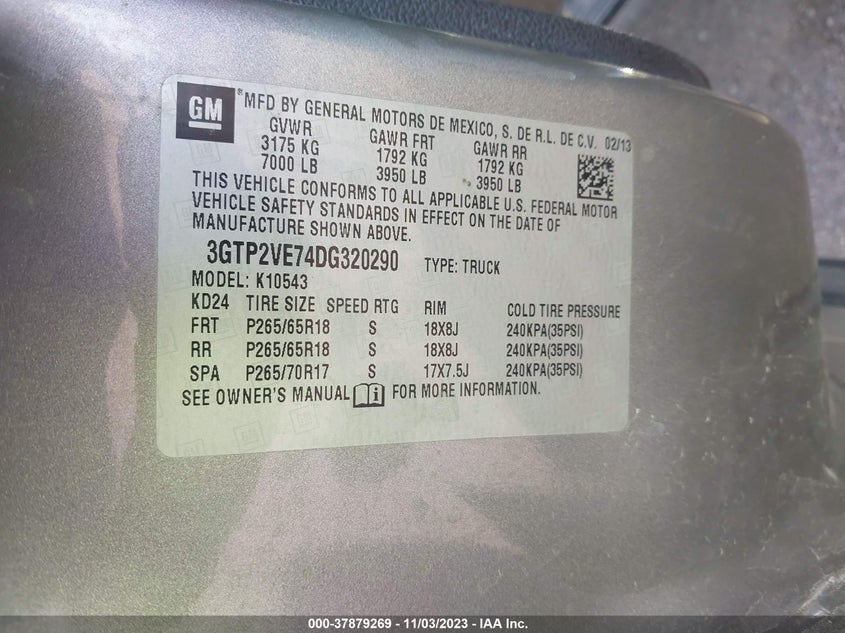 GM ® MFD BY GENERAL MOTORS DE MEXICO, S. DE R.L. DE C.V. 02/13
GVWR GAWR FRT GAWR RR
3175 KG 1792 KG 1792 KG
7000 LB 3950 LB 3950 LB
THIS VEHICLE CONFORMS TO ALL APPLICABLE U.S. FEDERAL MOTOR
VEHICLE SAFETY STANDARDS IN EFFECT ON THE DATE OF
MANUFACTURE SHOWN ABOVE.
3GTP2VE74DG320290 TYPE: TRUCK
MODEL: K10543
KD24 TIRE SIZE SPEED RTG RIM COLD TIRE PRESSURE
FRT P265/65R18 S 18X8J 240KPA(35PSI)
RR P265/65R18 S 18X8J 240KPA(35PSI)
SPA P265/70R17 S 17X7.5J 240KPA(35PSI)
SEE OWNER'S MANUAL i FOR MORE INFORMATION.
000-37879269 - 11/03/2023 - IAA Inc.